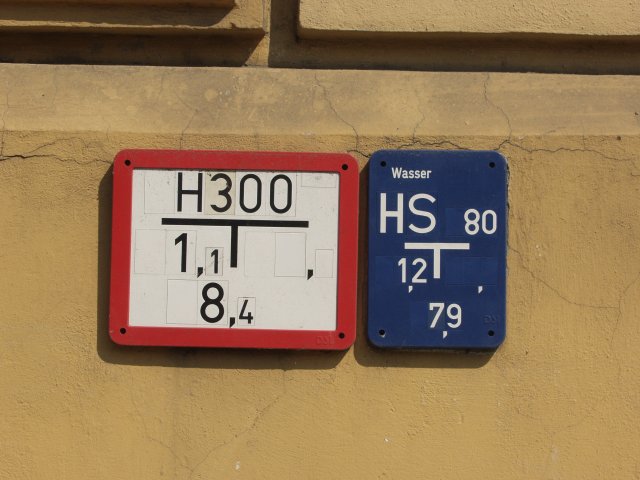 H300
1,1 ,
8,4
Wasser
HS 80
12, ,
7,9